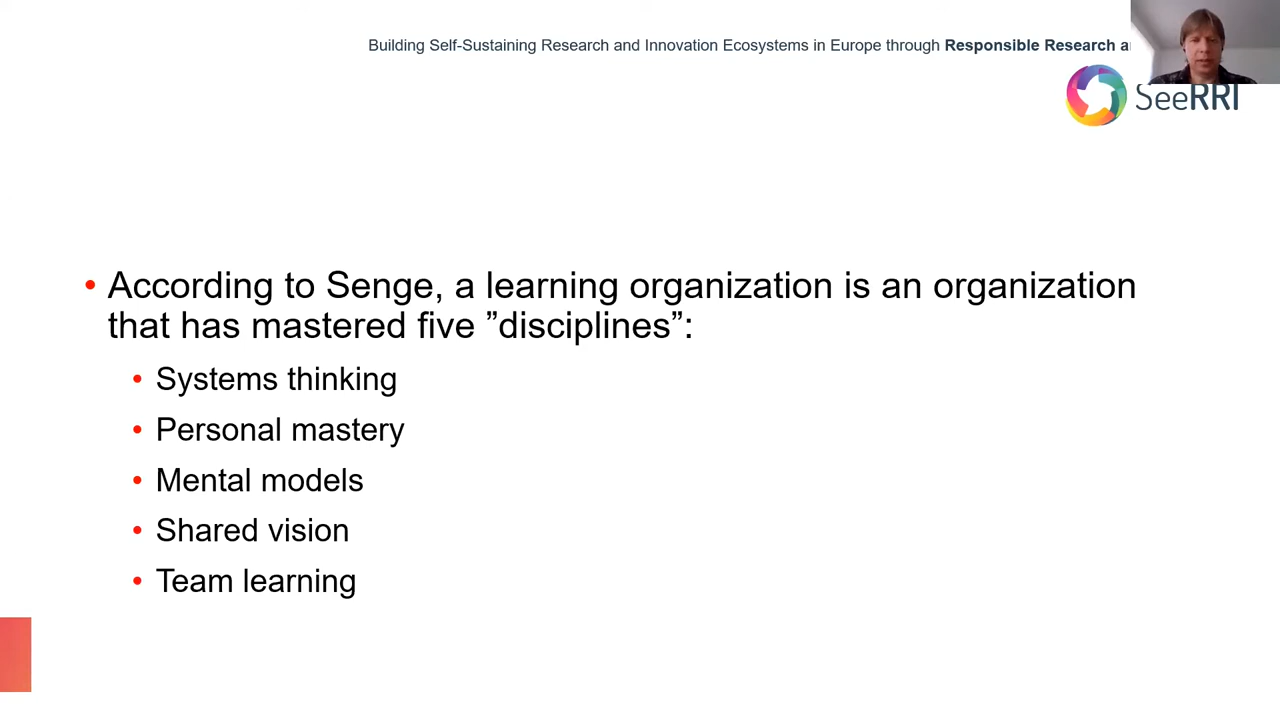 Building Self-Sustaining Research and Innovation Ecosystems in Europe through Responsible Research
SeeRRI
• According to Senge, a learning organization is an organization
that has mastered five ”disciplines”:
• Systems thinking
• Personal mastery
• Mental models
• Shared vision
• Team learning